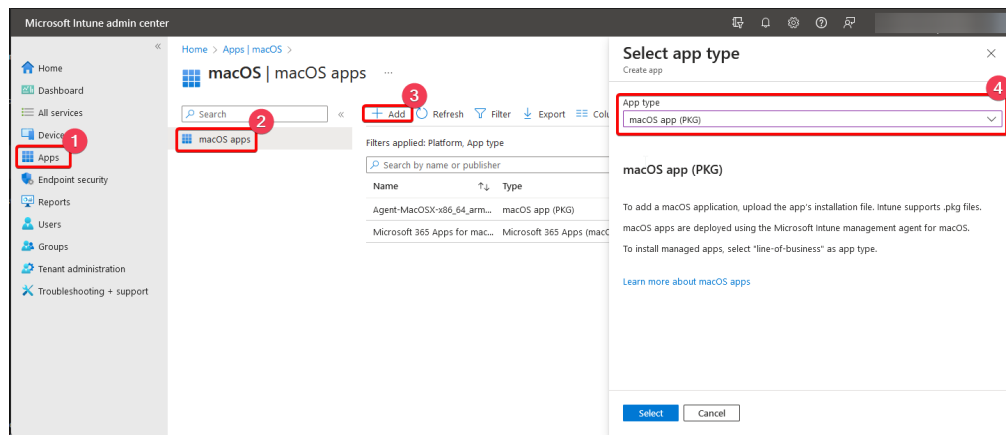 Microsoft Intune admin center
«
Home
Dashboard
All services
Device
1
Apps
Endpoint security
Reports
Users
Groups
Tenant administration
Troubleshooting + support
Home > Apps | macOS >
macOS | macOS apps ...
Search
«
2
macOS apps
3
+ Add
Refresh
Filter
Export
Colu
Filters applied: Platform, App type
Search by name or publisher
Name ↑↓ Type
Agent-MacOSX-x86_64_arm... macOS app (PKG)
Microsoft 365 Apps for mac... Microsoft 365 Apps (macO
Select app type
Create app
4
App type
macOS app (PKG)
macOS app (PKG)
To add a macOS application, upload the app's installation file. Intune supports .pkg files.
macOS apps are deployed using the Microsoft Intune management agent for macOS.
To install managed apps, select "line-of-business" as app type.
Learn more about macOS apps
Select
Cancel